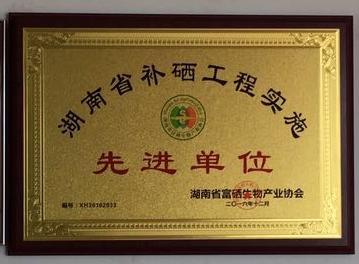 湖南省补硒工程实施
先进单位
湖南省富硒生物产业协会
二〇一六年十二月